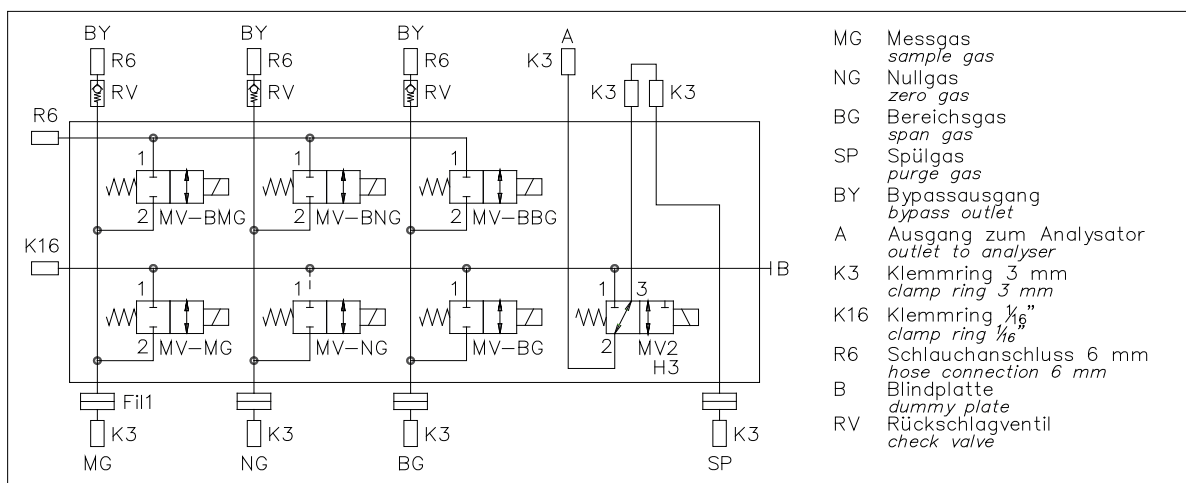 BY BY BY A
R6 R6 R6 K3
RV RV RV K3 K3
R6
1 1 1
2 MV-BMG 2 MV-BNG 2 MV-BBG
K16 B
1 1 1 1 3
2 MV-MG 2 MV-NG 2 MV-BG 2 MV2
H3
Fil1
K3 K3 K3 K3
MG NG BG SP
MG Messgas
sample gas
NG Nullgas
zero gas
BG Bereichsgas
span gas
SP Spülgas
purge gas
BY Bypassausgang
bypass outlet
A Ausgang zum Analysator
outlet to analyser
K3 Klemmring 3 mm
clamp ring 3 mm
K16 Klemmring 1/16"
clamp ring 1/16"
R6 Schlauchanschluss 6 mm
hose connection 6 mm
B Blindplatte
dummy plate
RV Rückschlagventil
check valve